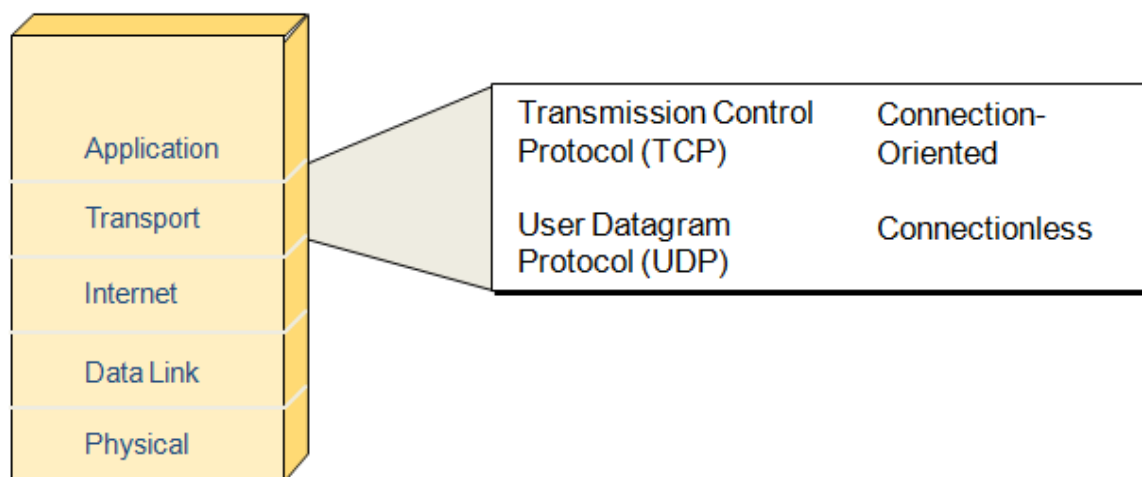 Application
Transport
Internet
Data Link
Physical
Transmission Control
Protocol (TCP)
Connection-
Oriented
User Datagram
Protocol (UDP)
Connectionless